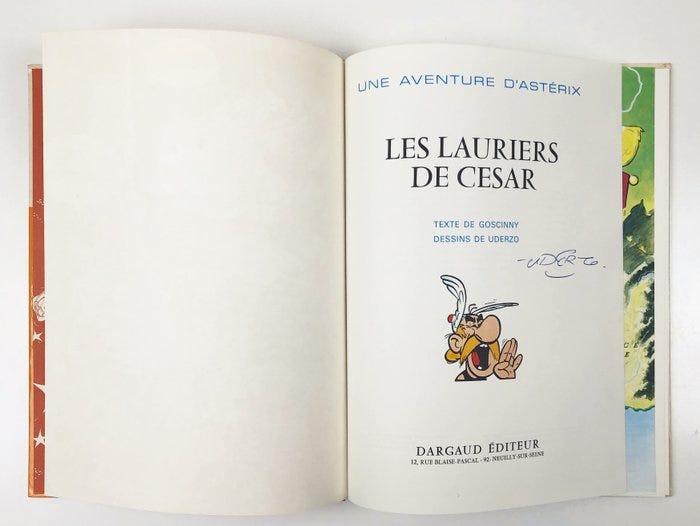 UNE AVENTURE D'ASTÉRIX
LES LAURIERS
DE CESAR
TEXTE DE GOSCINNY
DESSINS DE UDERZO
-UDERZO.
DARGAUD ÉDITEUR
12, RUE BLAISE-PASCAL - 92-NEUILLY-SUR-SEINE